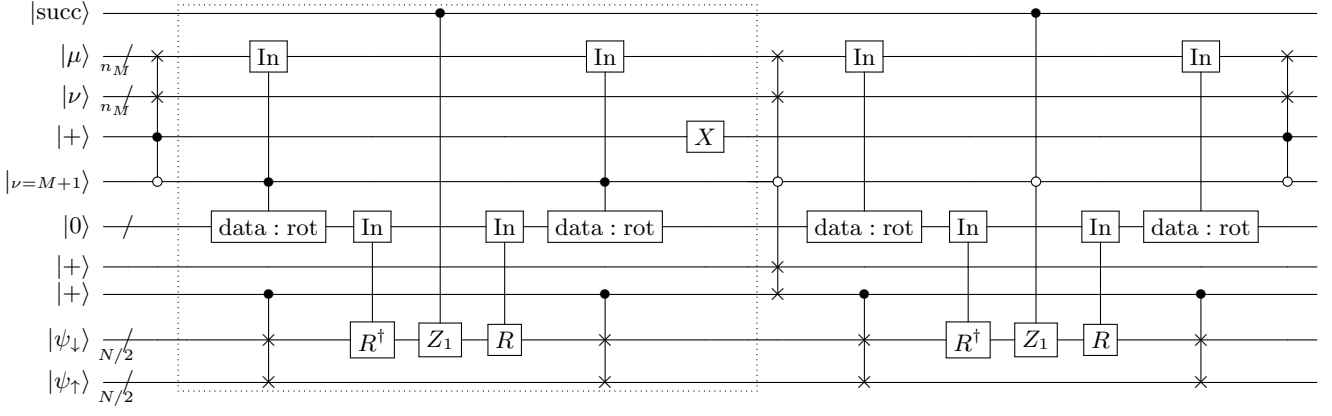 |succ⟩
|μ⟩ n_M In In In In
|ν⟩ n_M
|+⟩ X
|ν=M+1⟩
|0⟩ data : rot In In data : rot data : rot In In data : rot
|+⟩
|+⟩
|ψ↓⟩ N/2 R† Z₁ R R† Z₁ R
|ψ↑⟩ N/2